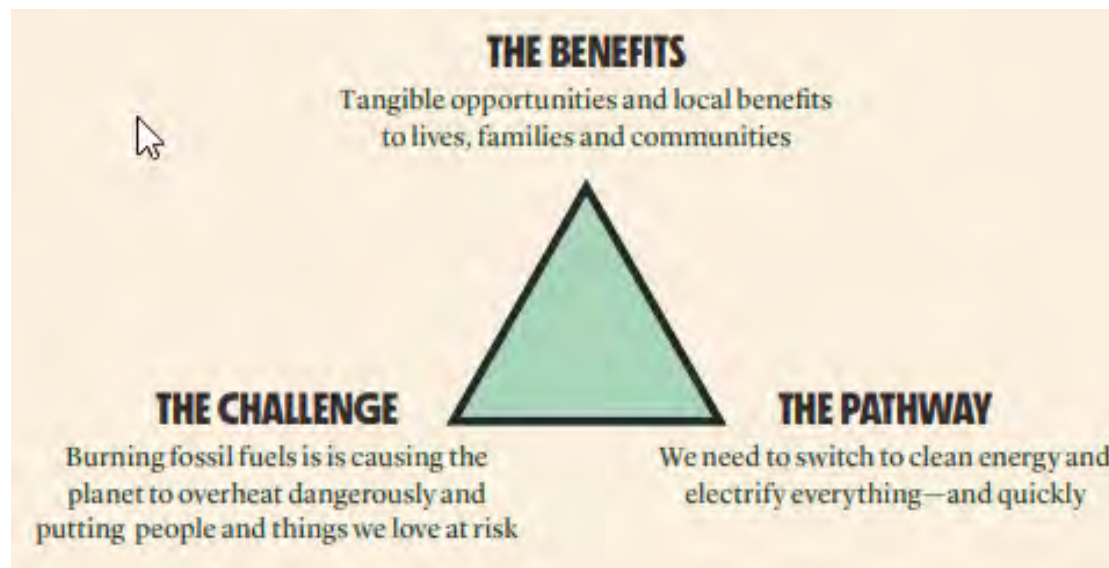 THE BENEFITS
Tangible opportunities and local benefits
to lives, families and communities
THE CHALLENGE
Burning fossil fuels is is causing the
planet to overheat dangerously and
putting people and things we love at risk
THE PATHWAY
We need to switch to clean energy and
electrify everything—and quickly